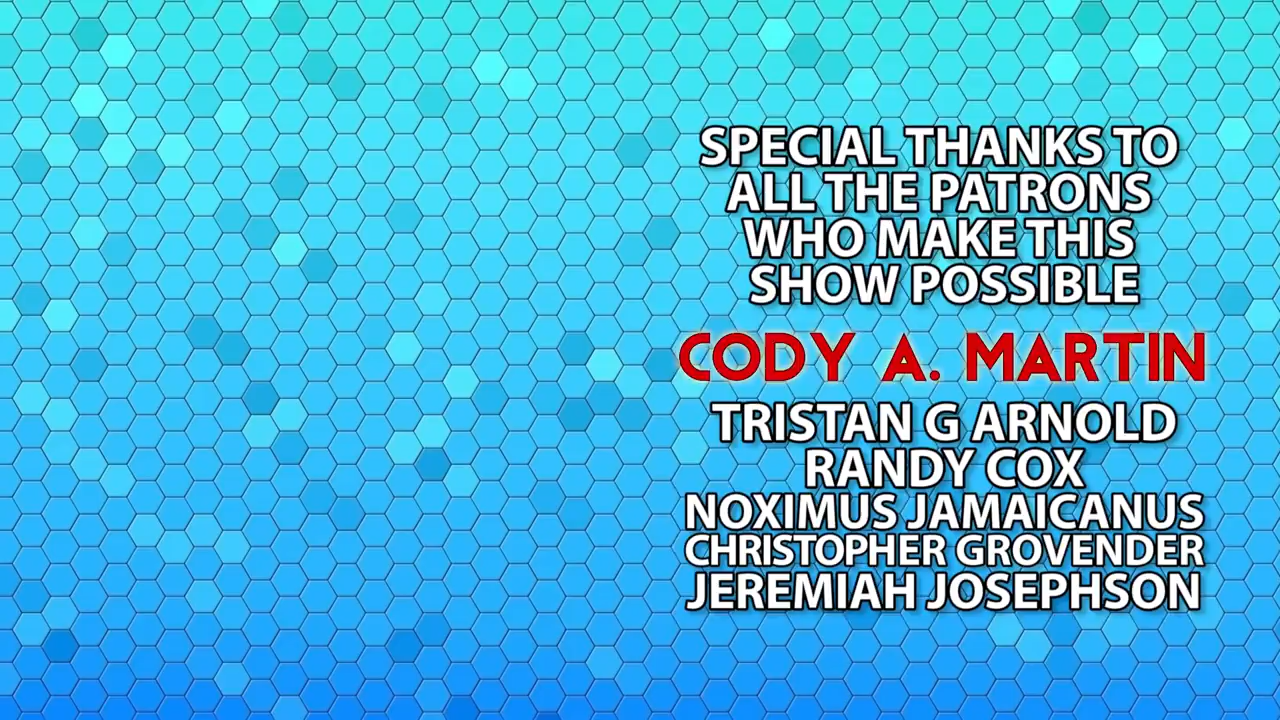 SPECIAL THANKS TO
ALL THE PATRONS
WHO MAKE THIS
SHOW POSSIBLE
CODY A. MARTIN
TRISTAN G ARNOLD
RANDY COX
NOXIMUS JAMAICANUS
CHRISTOPHER GROVENDER
JEREMIAH JOSEPHSON